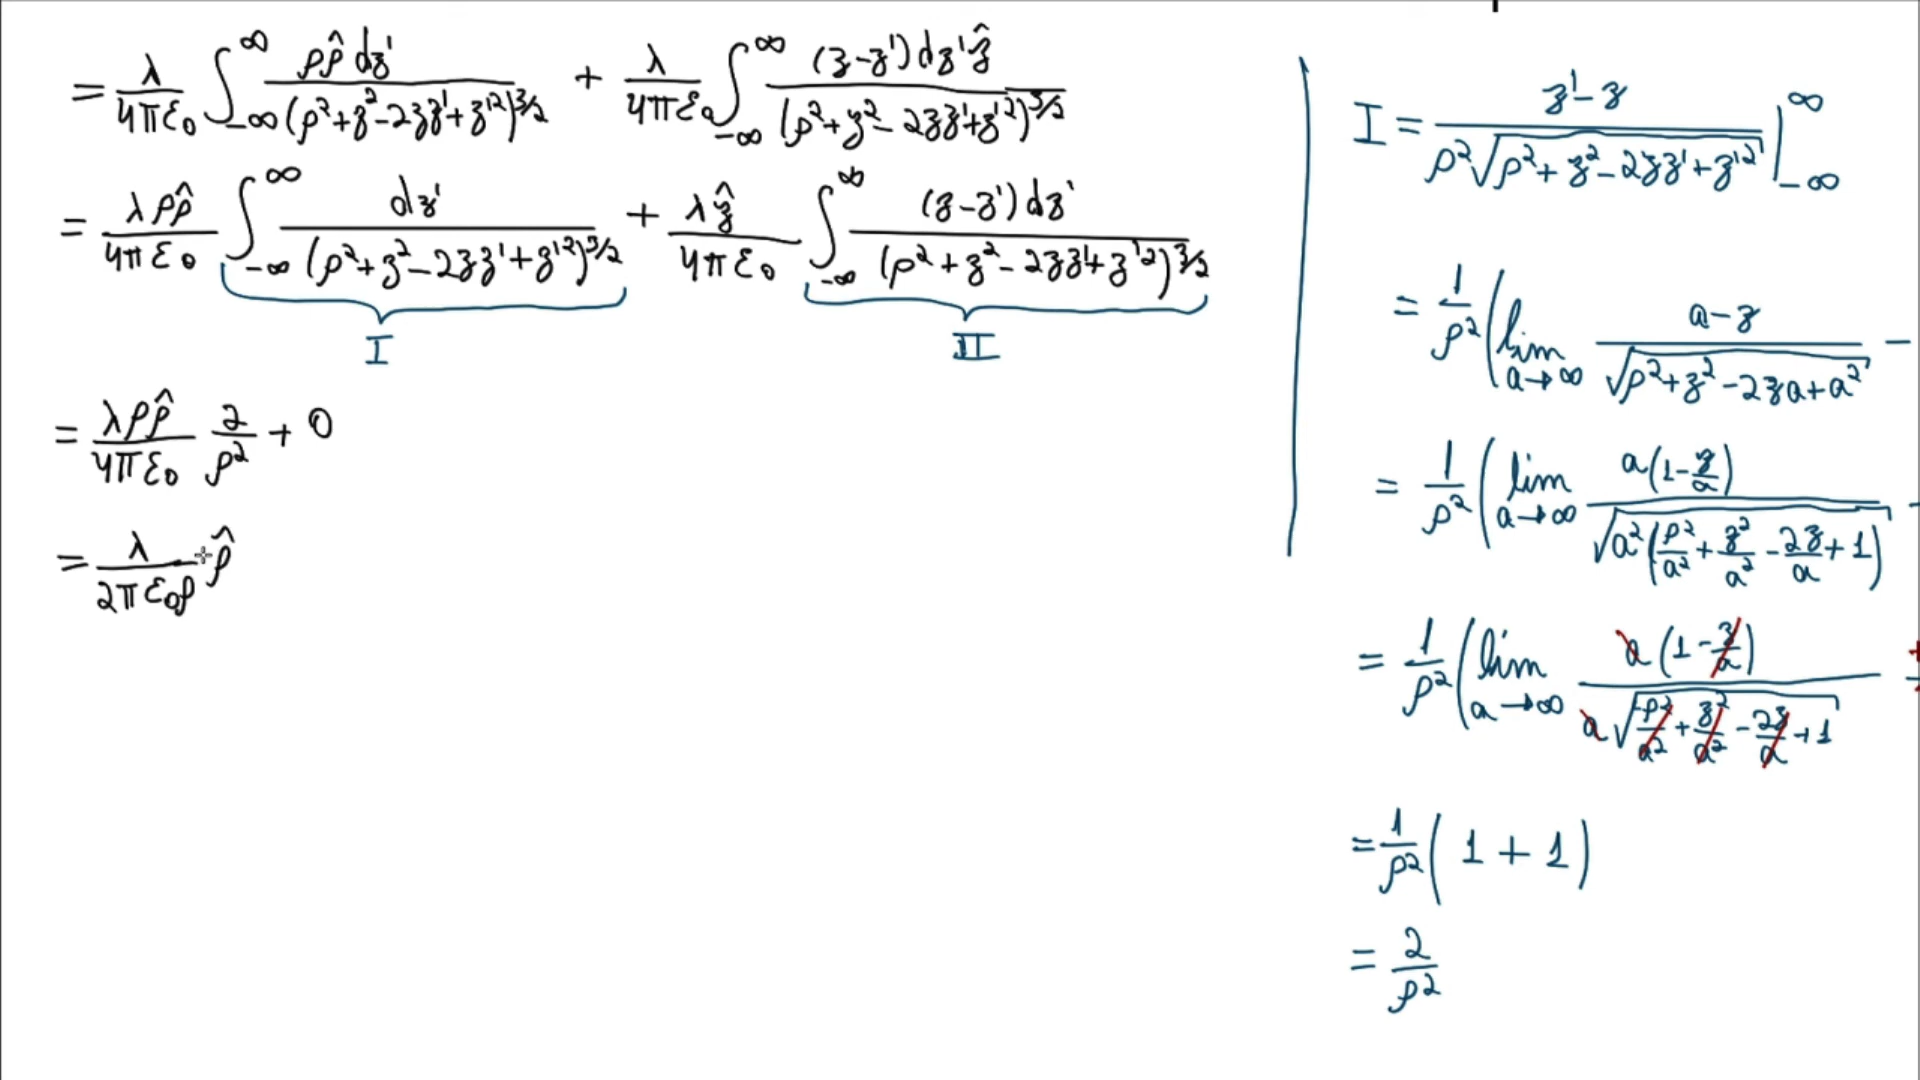 = λ/(4πε₀) ∫_{-∞}^{∞} ρρ̂ dz' / (ρ²+z²-2zz'+z'²)^{3/2} + λ/(4πε₀) ∫_{-∞}^{∞} (z-z')dz'ẑ / (ρ²+z²-2zz'+z'²)^{3/2}
= λρρ̂/(4πε₀) ∫_{-∞}^{∞} dz' / (ρ²+z²-2zz'+z'²)^{3/2} + λẑ/(4πε₀) ∫_{-∞}^{∞} (z-z')dz' / (ρ²+z²-2zz'+z'²)^{3/2}
I II
= λρρ̂/(4πε₀) 2/ρ² + 0
= λ/(2πε₀ρ) ρ̂
I = (z'-z) / (ρ²√(ρ²+z²-2zz'+z'²)) |_{-∞}^{∞}
= 1/ρ² ( lim_{a→∞} (a-z) / √(ρ²+z²-2za+a²) -
= 1/ρ² ( lim_{a→∞} a(1-z/a) / √(a²(ρ²/a²+z²/a²-2z/a+1)) -
= 1/ρ² ( lim_{a→∞} a(1-z/a) / (a√(ρ²/a²+z²/a²-2z/a+1)) +
= 1/ρ² ( 1 + 1 )
= 2/ρ²